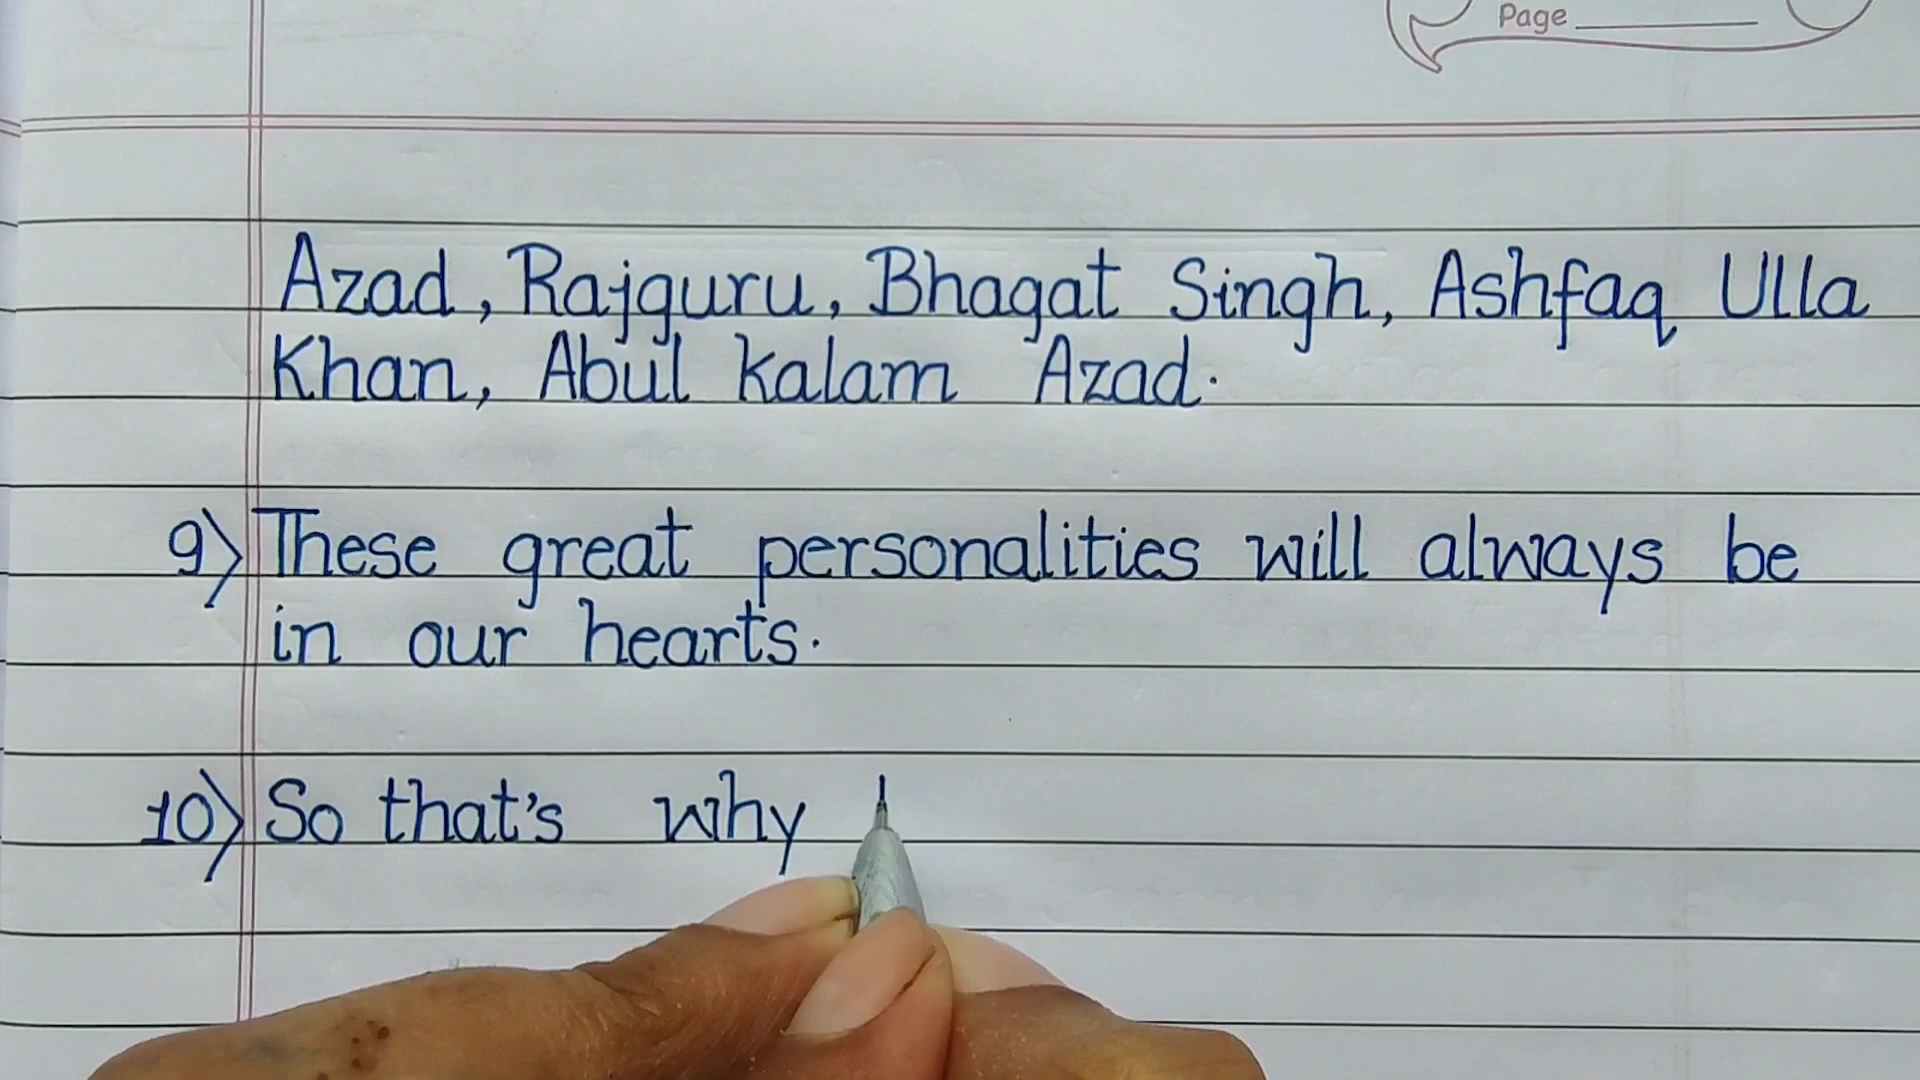 Page
Azad, Rajguru, Bhagat Singh, Ashfaq Ulla
Khan, Abul Kalam Azad.
9) These great personalities will always be
in our hearts.
10) So that's why